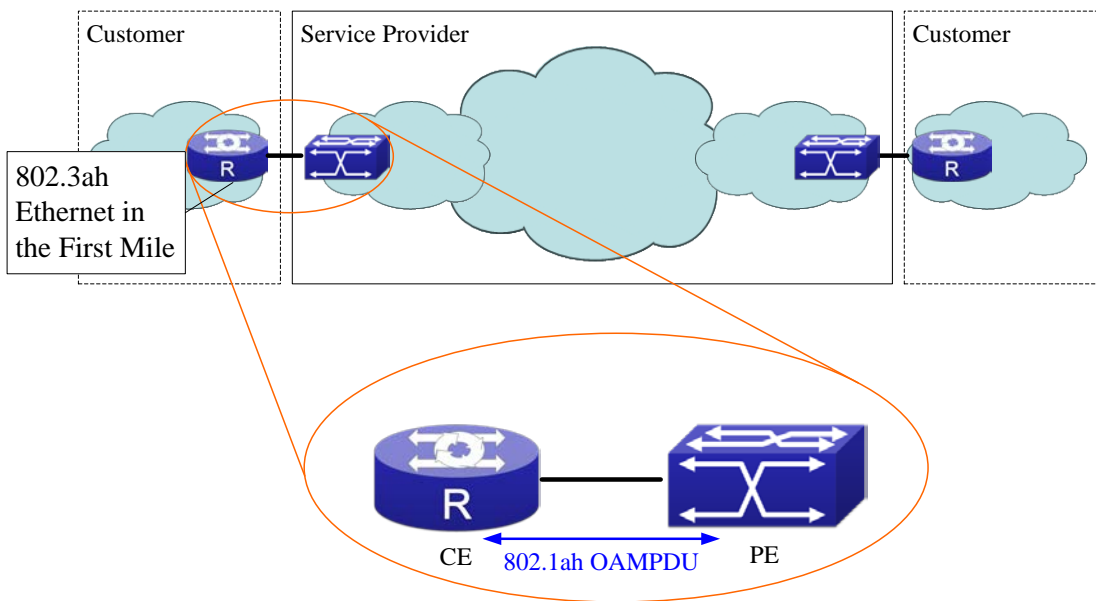 Customer
Service Provider
Customer
R
R
802.3ah
Ethernet in
the First Mile
R
CE
802.1ah OAMPDU
PE